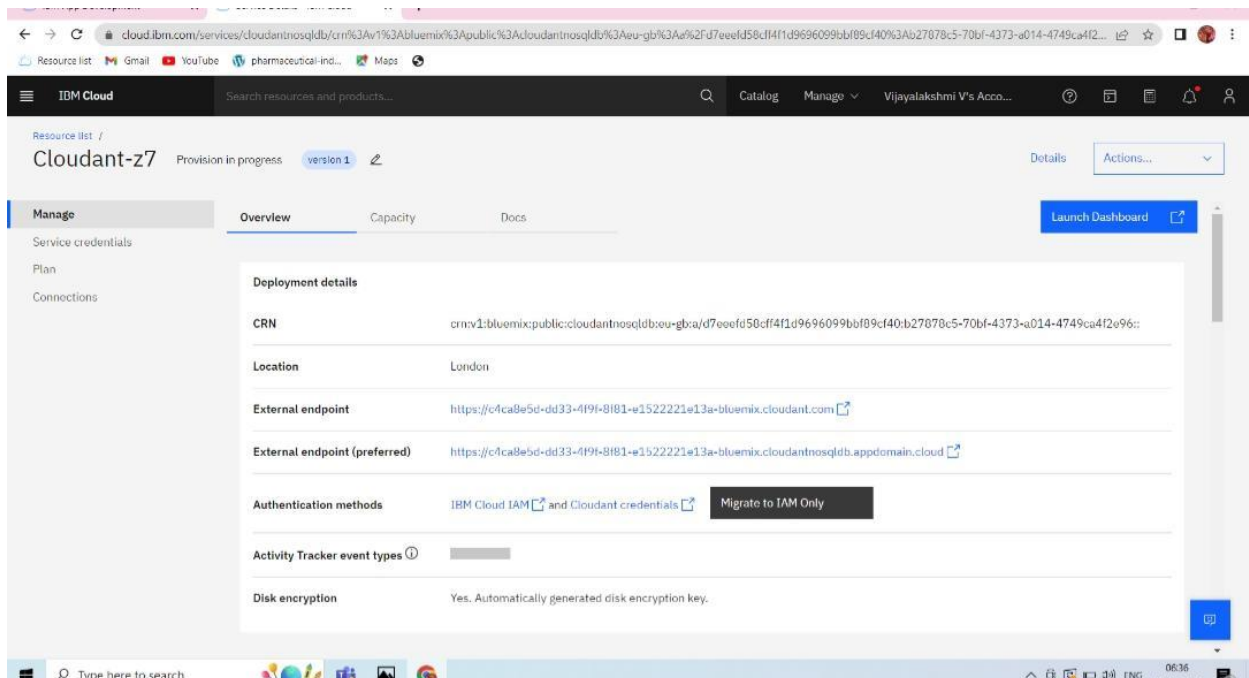 cloud.ibm.com/services/cloudantnosqldb/crn%3Av1%3Abluemix%3Apublic%3Acloudantnosqldb%3Aeu-gb%3Aa%2Fd7eeefd58cff4f1d9696099bbf89cf40%3Ab27878c5-70bf-4373-a014-4749ca4f2...
Resource list Gmail YouTube pharmaceutical-ind... Maps
IBM Cloud Search resources and products... Catalog Manage Vijayalakshmi V's Acco...
Resource list /
Cloudant-z7 Provision in progress version 1 Details Actions...
Manage Overview Capacity Docs Launch Dashboard
Service credentials
Plan
Connections
Deployment details
CRN crn:v1:bluemix:public:cloudantnosqldb:eu-gb:a/d7eeefd58cff4f1d9696099bbf89cf40:b27878c5-70bf-4373-a014-4749ca4f2e96::
Location London
External endpoint https://c4ca8e5d-dd33-4f9f-8f81-e1522221e13a-bluemix.cloudant.com
External endpoint (preferred) https://c4ca8e5d-dd33-4f9f-8f81-e1522221e13a-bluemix.cloudantnosqldb.appdomain.cloud
Authentication methods IBM Cloud IAM and Cloudant credentials Migrate to IAM Only
Activity Tracker event types
Disk encryption Yes. Automatically generated disk encryption key.
Type here to search ENG 06:36